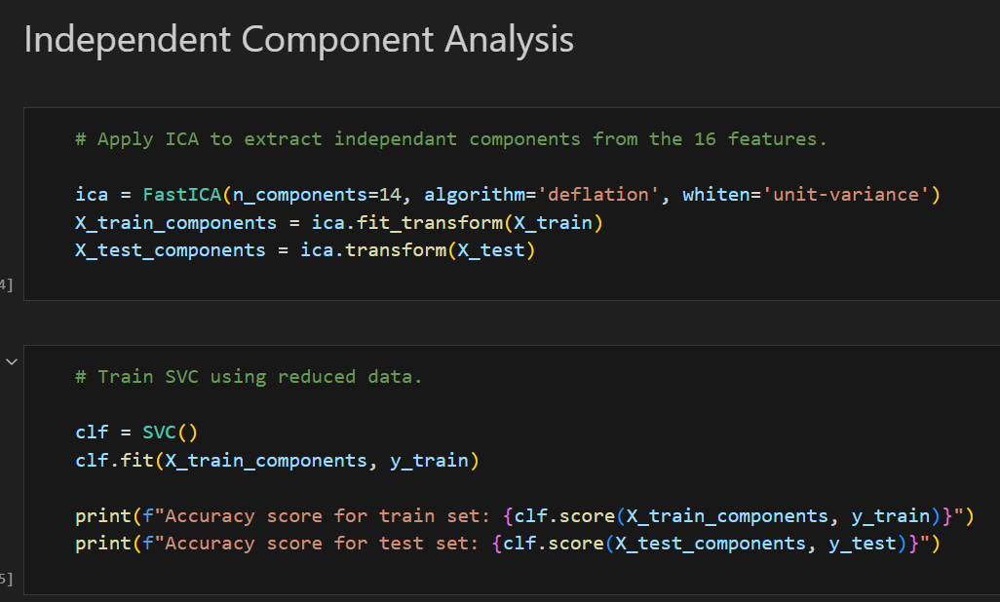 Independent Component Analysis
# Apply ICA to extract independant components from the 16 features.
ica = FastICA(n_components=14, algorithm='deflation', whiten='unit-variance')
X_train_components = ica.fit_transform(X_train)
X_test_components = ica.transform(X_test)
4]
# Train SVC using reduced data.
clf = SVC()
clf.fit(X_train_components, y_train)
print(f"Accuracy score for train set: {clf.score(X_train_components, y_train)}")
print(f"Accuracy score for test set: {clf.score(X_test_components, y_test)}")
5]